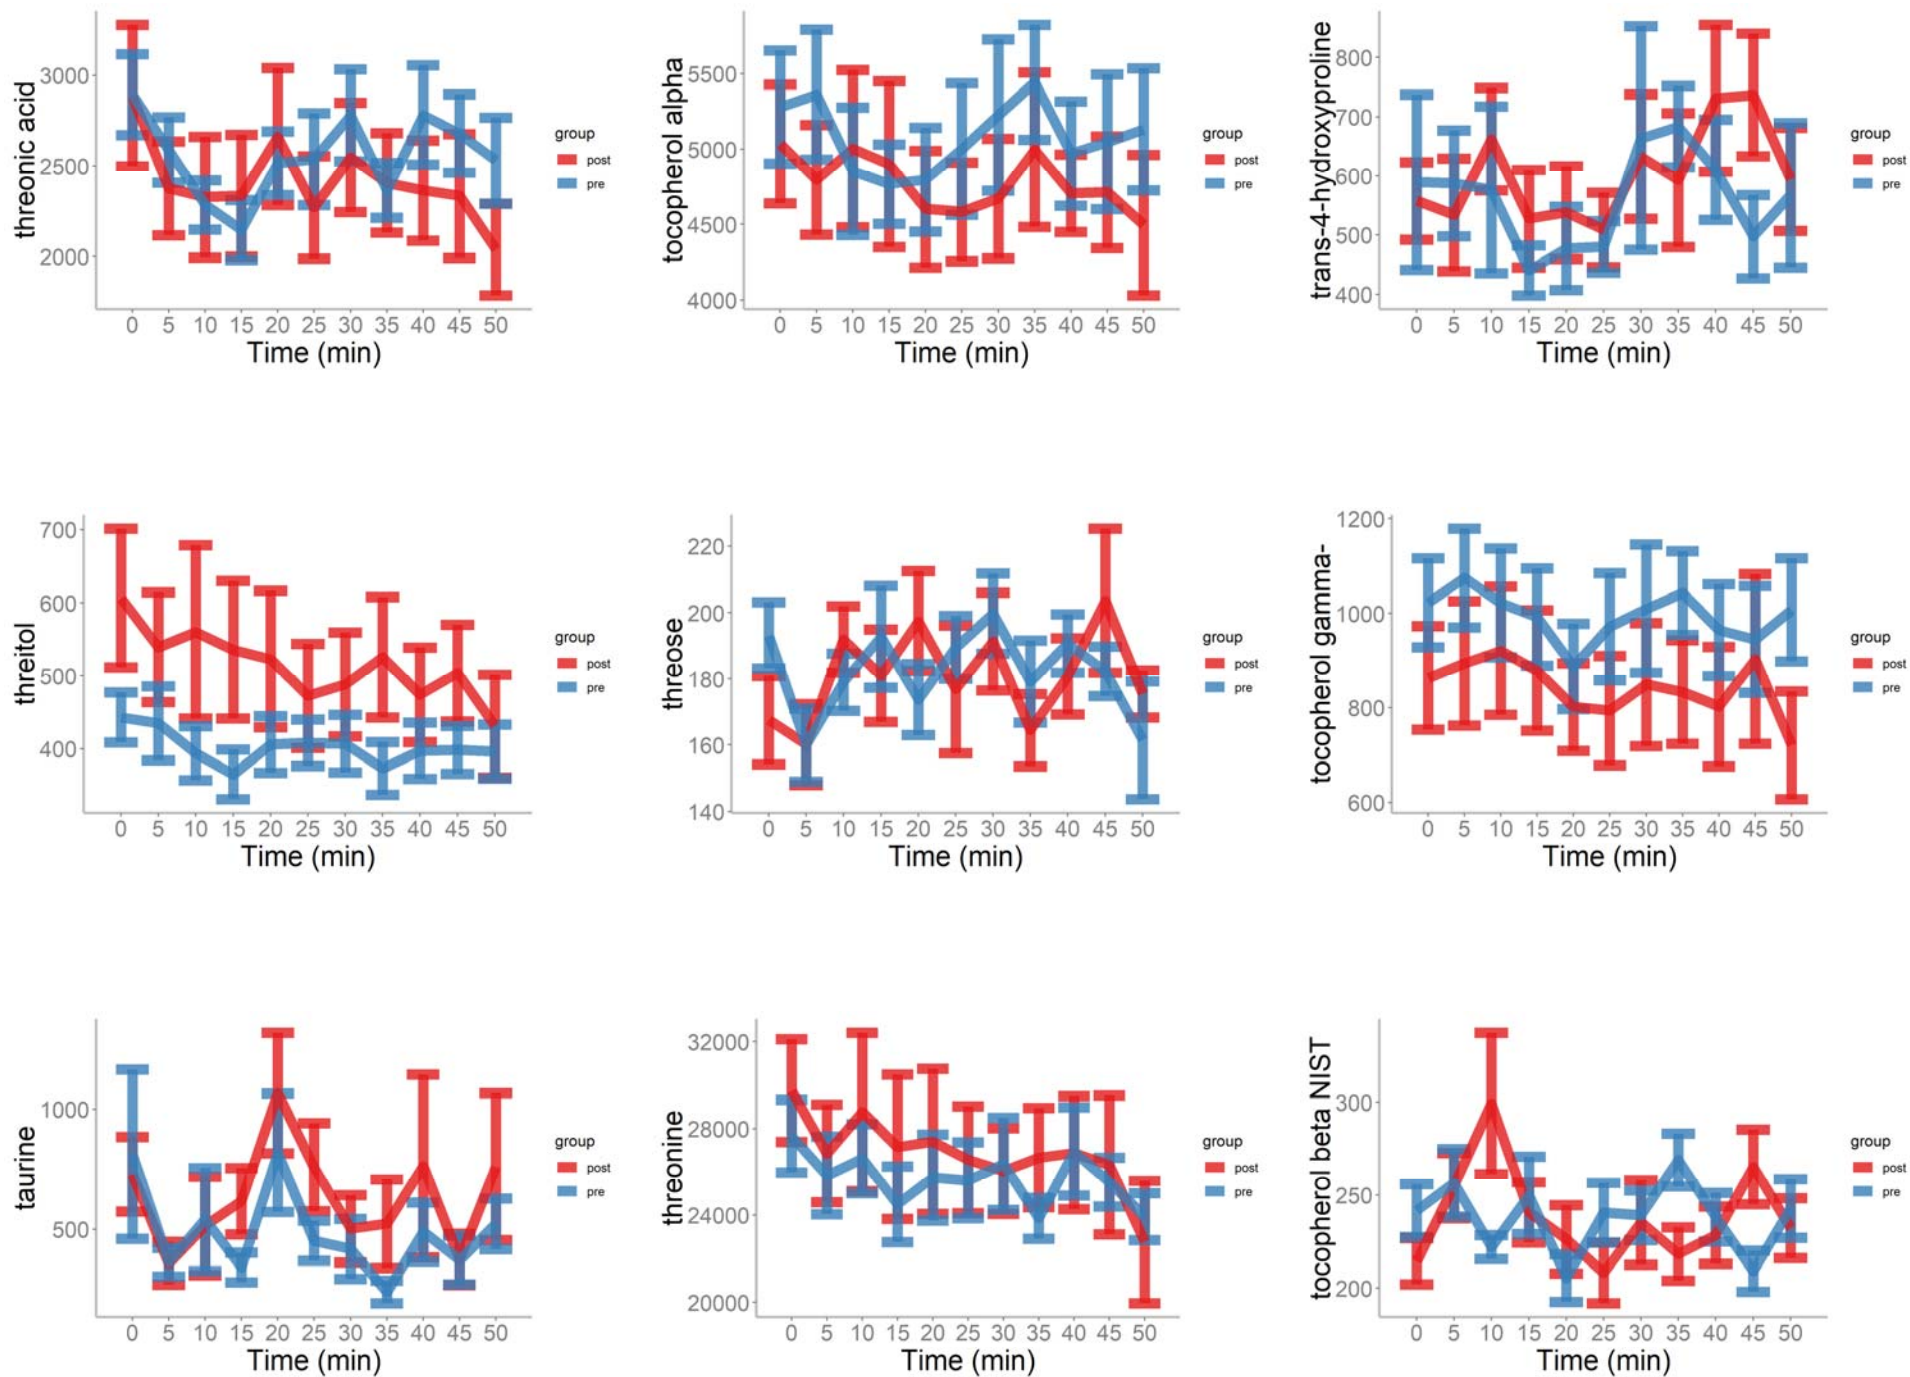 threonic acid
3000
2500
2000
0 5 10 15 20 25 30 35 40 45 50
Time (min)
group
post
pre
tocopherol alpha
5500
5000
4500
4000
0 5 10 15 20 25 30 35 40 45 50
Time (min)
group
post
pre
trans-4-hydroxyproline
800
700
600
500
400
0 5 10 15 20 25 30 35 40 45 50
Time (min)
group
post
pre
threitol
700
600
500
400
0 5 10 15 20 25 30 35 40 45 50
Time (min)
group
post
pre
threose
220
200
180
160
140
0 5 10 15 20 25 30 35 40 45 50
Time (min)
group
post
pre
tocopherol gamma-
1200
1000
800
600
0 5 10 15 20 25 30 35 40 45 50
Time (min)
group
post
pre
taurine
1000
500
0 5 10 15 20 25 30 35 40 45 50
Time (min)
group
post
pre
threonine
32000
28000
24000
20000
0 5 10 15 20 25 30 35 40 45 50
Time (min)
group
post
pre
tocopherol beta NIST
300
250
200
0 5 10 15 20 25 30 35 40 45 50
Time (min)
group
post
pre